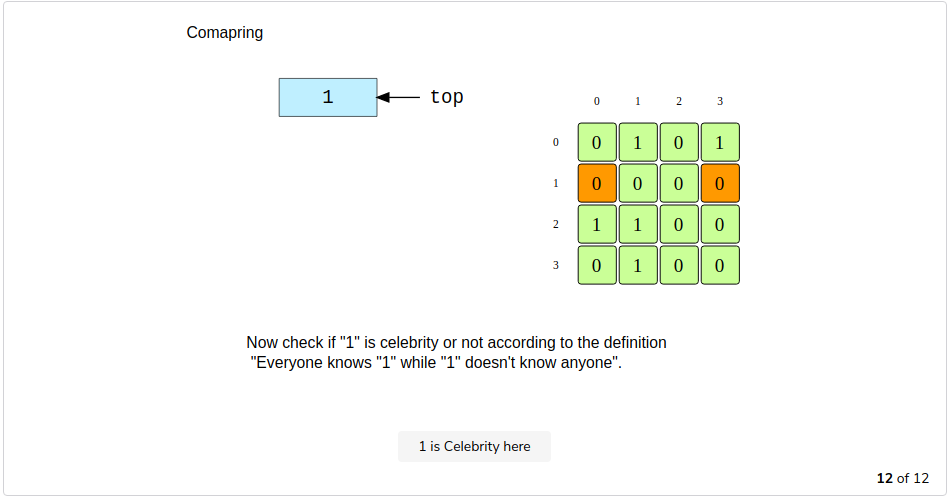 Comapring
1
top
0 1 2 3
0 0 1 0 1
1 0 0 0 0
2 1 1 0 0
3 0 1 0 0
Now check if "1" is celebrity or not according to the definition
"Everyone knows "1" while "1" doesn't know anyone".
1 is Celebrity here
12 of 12